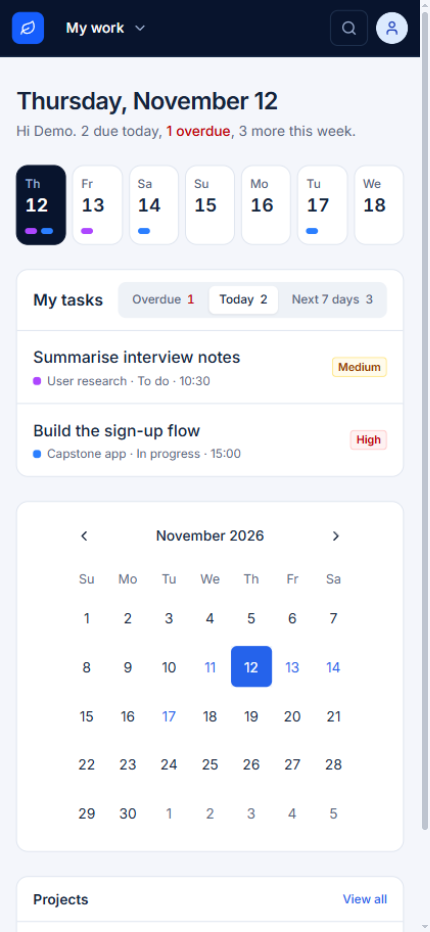 My work
Thursday, November 12
Hi Demo. 2 due today, 1 overdue, 3 more this week.
Th Fr Sa Su Mo Tu We
12 13 14 15 16 17 18
My tasks Overdue 1 Today 2 Next 7 days 3
Summarise interview notes Medium
User research · To do · 10:30
Build the sign-up flow High
Capstone app · In progress · 15:00
November 2026
Su Mo Tu We Th Fr Sa
1 2 3 4 5 6 7
8 9 10 11 12 13 14
15 16 17 18 19 20 21
22 23 24 25 26 27 28
29 30 1 2 3 4 5
Projects View all